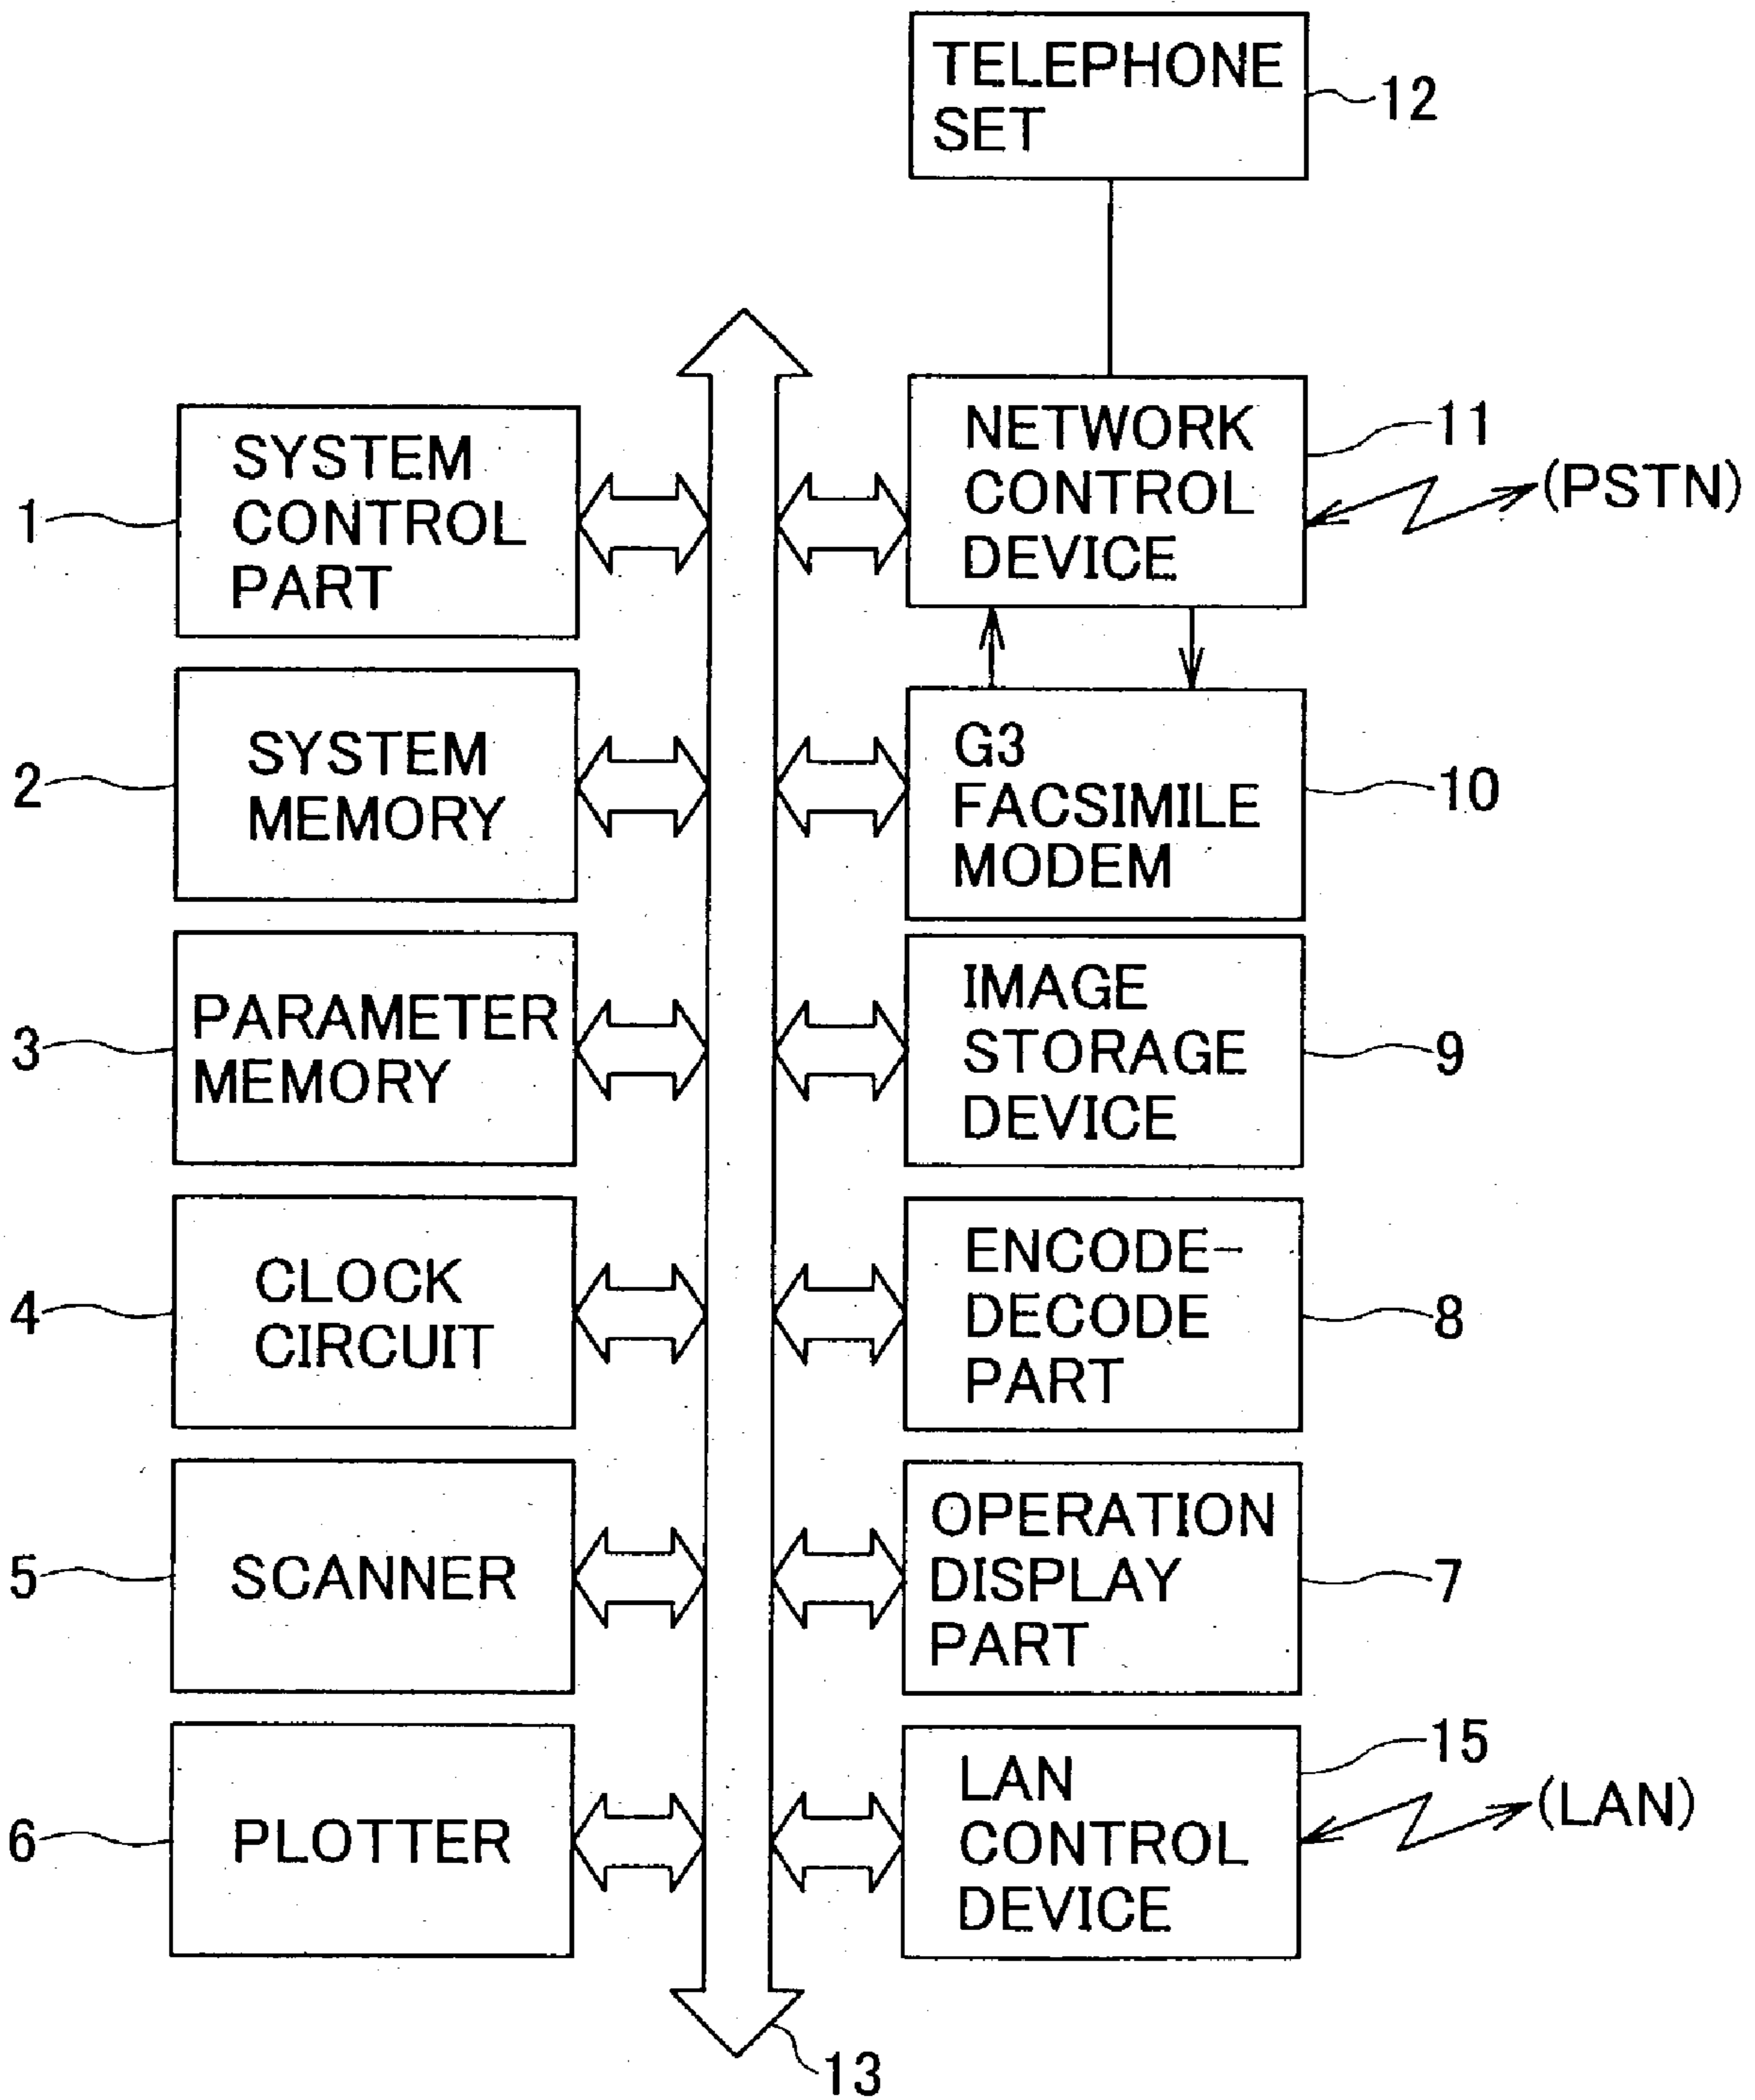 TELEPHONE
SET
12
NETWORK
CONTROL
DEVICE
11
(PSTN)
1
SYSTEM
CONTROL
PART
2
SYSTEM
MEMORY
G3
FACSIMILE
MODEM
10
3
PARAMETER
MEMORY
IMAGE
STORAGE
DEVICE
9
4
CLOCK
CIRCUIT
ENCODE-
DECODE
PART
8
5
SCANNER
OPERATION
DISPLAY
PART
7
6
PLOTTER
LAN
CONTROL
DEVICE
15
(LAN)
13